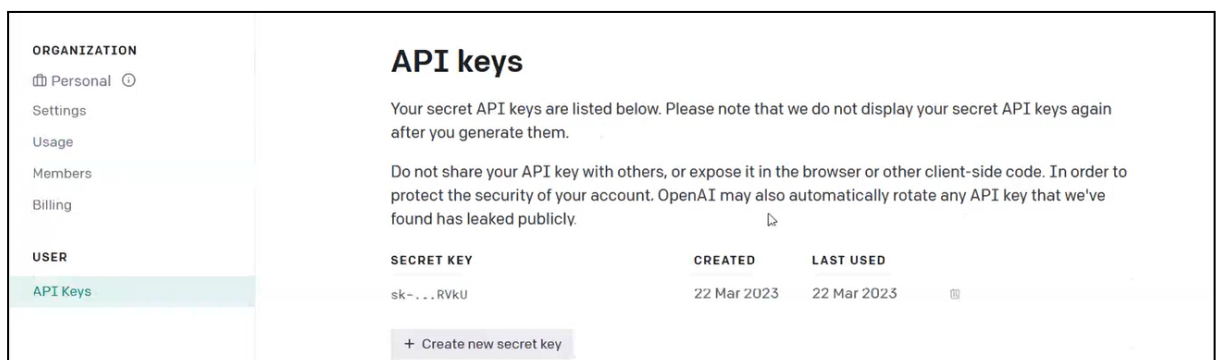 ORGANIZATION
Personal
Settings
Usage
Members
Billing
USER
API Keys
API keys
Your secret API keys are listed below. Please note that we do not display your secret API keys again
after you generate them.
Do not share your API key with others, or expose it in the browser or other client-side code. In order to
protect the security of your account, OpenAI may also automatically rotate any API key that we've
found has leaked publicly.
SECRET KEY CREATED LAST USED
sk-...RVkU 22 Mar 2023 22 Mar 2023
+ Create new secret key